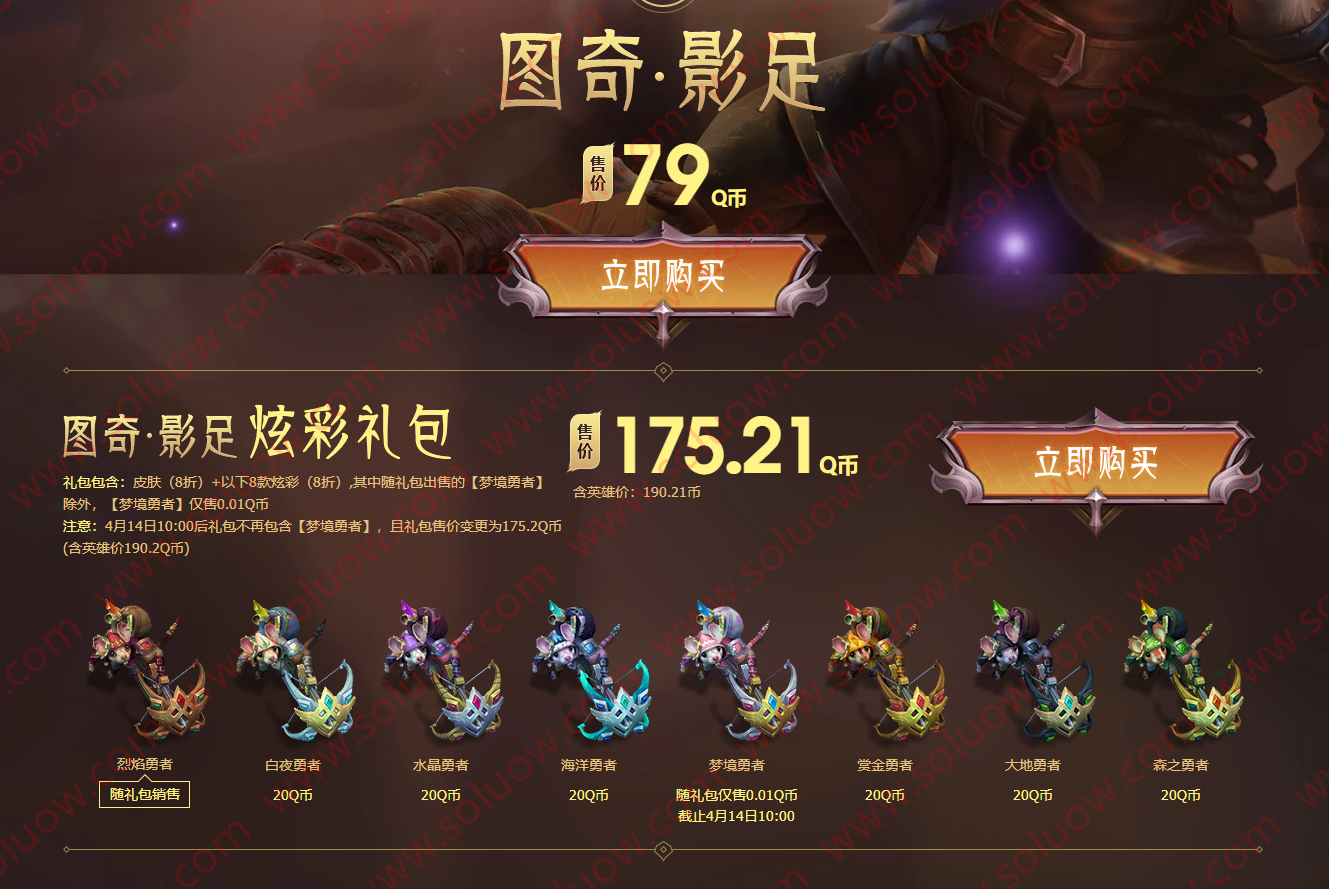 图奇·影足
售价 79 Q币
立即购买
图奇·影足 炫彩礼包
售价 175.21 Q币
含英雄价：190.21币
立即购买
礼包包含：皮肤（8折）+以下8款炫彩（8折）,其中随礼包出售的【梦境勇者】
除外，【梦境勇者】仅售0.01Q币
注意：4月14日10:00后礼包不再包含【梦境勇者】，且礼包售价变更为175.2Q币
(含英雄价190.2Q币)
烈焰勇者 白夜勇者 水晶勇者 海洋勇者 梦境勇者 赏金勇者 大地勇者 森之勇者
随礼包销售 20Q币 20Q币 20Q币 随礼包仅售0.01Q币 20Q币 20Q币 20Q币
截止4月14日10:00
www.soluow.com